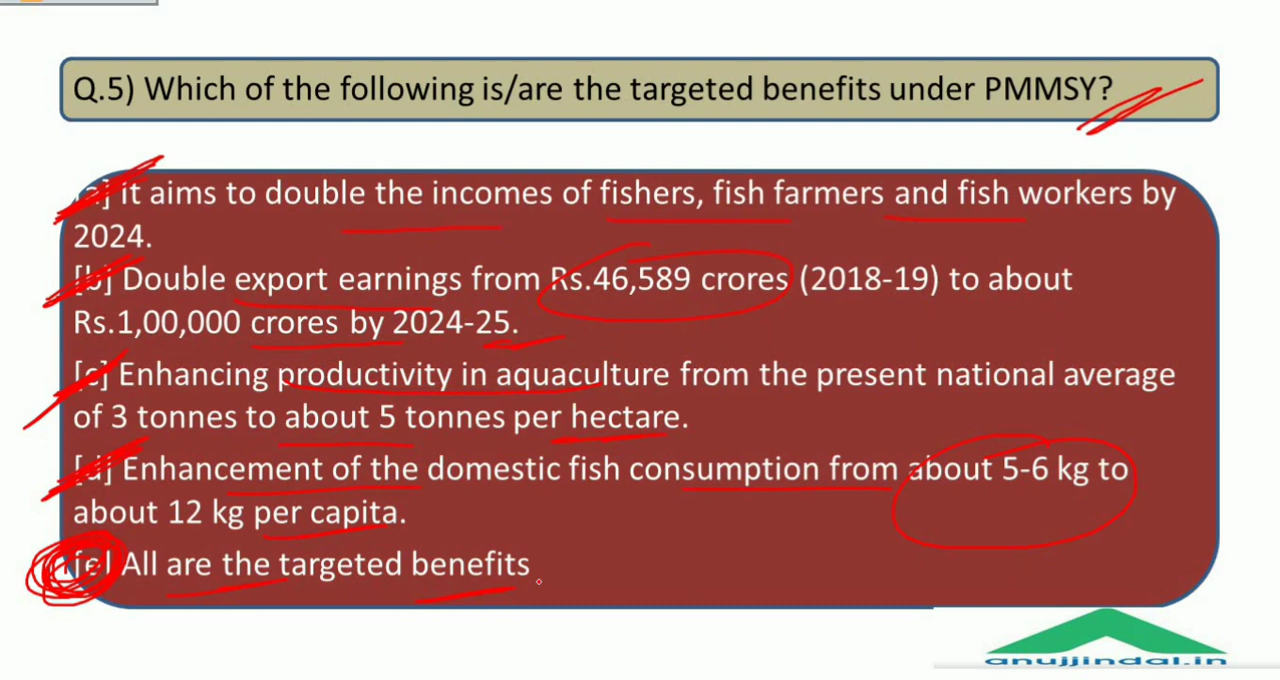 Q.5) Which of the following is/are the targeted benefits under PMMSY?
[a] It aims to double the incomes of fishers, fish farmers and fish workers by
2024.
[b] Double export earnings from Rs.46,589 crores (2018-19) to about
Rs.1,00,000 crores by 2024-25.
[c] Enhancing productivity in aquaculture from the present national average
of 3 tonnes to about 5 tonnes per hectare.
[d] Enhancement of the domestic fish consumption from about 5-6 kg to
about 12 kg per capita.
[e] All are the targeted benefits
anujjindal.in